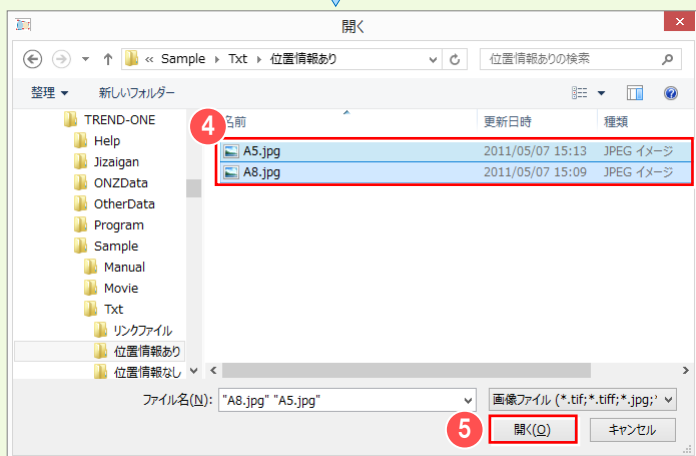 開く
« Sample › Txt › 位置情報あり
位置情報ありの検索
整理 新しいフォルダー
4
名前 更新日時 種類
TREND-ONE
Help
Jizaigan
ONZData
OtherData
Program
Sample
Manual
Movie
Txt
リンクファイル
位置情報あり
位置情報なし
A5.jpg 2011/05/07 15:13 JPEG イメージ
A8.jpg 2011/05/07 15:09 JPEG イメージ
ファイル名(N): "A8.jpg" "A5.jpg" 画像ファイル (*.tif;*.tiff;*.jpg;
5
開く(O) キャンセル